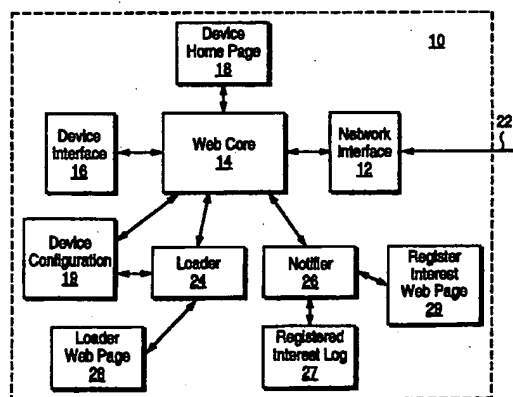 Device
Home Page
18
10
Device
Interface
16
Web Core
14
Network
Interface
12
22
Device
Configuration
19
Loader
24
Notifier
26
Register
Interest Web Page
29
Loader
Web Page
28
Registered
Interest Log
27